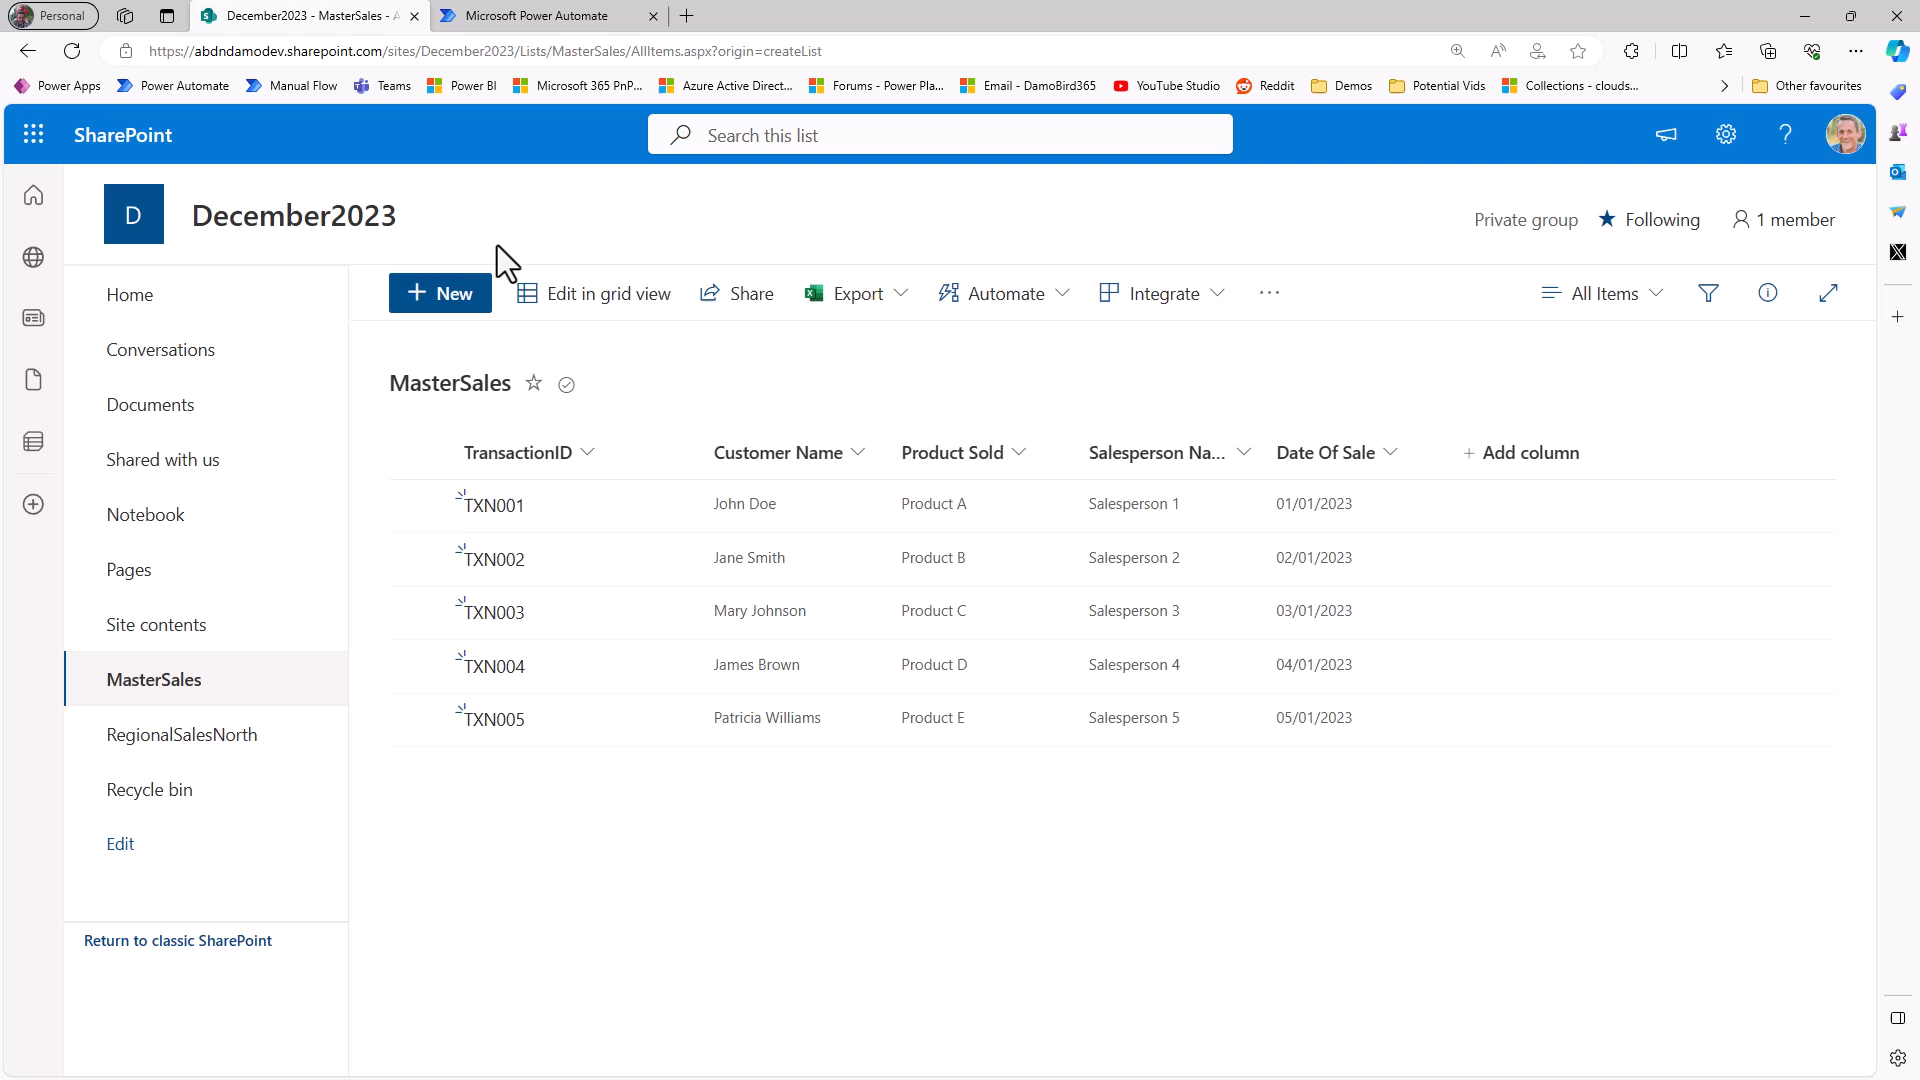 Personal
December2023 - MasterSales - A
Microsoft Power Automate
https://abdndamodev.sharepoint.com/sites/December2023/Lists/MasterSales/AllItems.aspx?origin=createList
Power Apps
Power Automate
Manual Flow
Teams
Power BI
Microsoft 365 PnP...
Azure Active Direct...
Forums - Power Pla...
Email - DamoBird365
YouTube Studio
Reddit
Demos
Potential Vids
Collections - clouds...
Other favourites
SharePoint
Search this list
D
December2023
Private group
Following
1 member
Home
Conversations
Documents
Shared with us
Notebook
Pages
Site contents
MasterSales
RegionalSalesNorth
Recycle bin
Edit
Return to classic SharePoint
+ New
Edit in grid view
Share
Export
Automate
Integrate
...
All Items
MasterSales
TransactionID Customer Name Product Sold Salesperson Na... Date Of Sale + Add column
TXN001 John Doe Product A Salesperson 1 01/01/2023
TXN002 Jane Smith Product B Salesperson 2 02/01/2023
TXN003 Mary Johnson Product C Salesperson 3 03/01/2023
TXN004 James Brown Product D Salesperson 4 04/01/2023
TXN005 Patricia Williams Product E Salesperson 5 05/01/2023